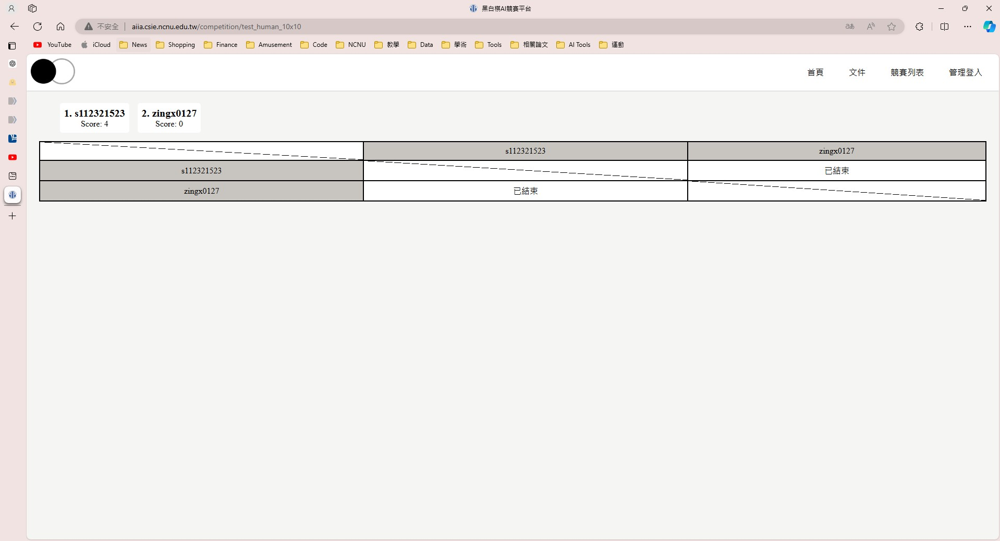 黑白棋AI競賽平台
不安全 aiia.csie.ncnu.edu.tw/competition/test_human_10x10
YouTube iCloud News Shopping Finance Amusement Code NCNU 教學 Data 學術 Tools 相關論文 AI Tools 運動
首頁 文件 競賽列表 管理登入
1. s112321523 2. zingx0127
Score: 4 Score: 0
s112321523 zingx0127
s112321523 已結束
zingx0127 已結束